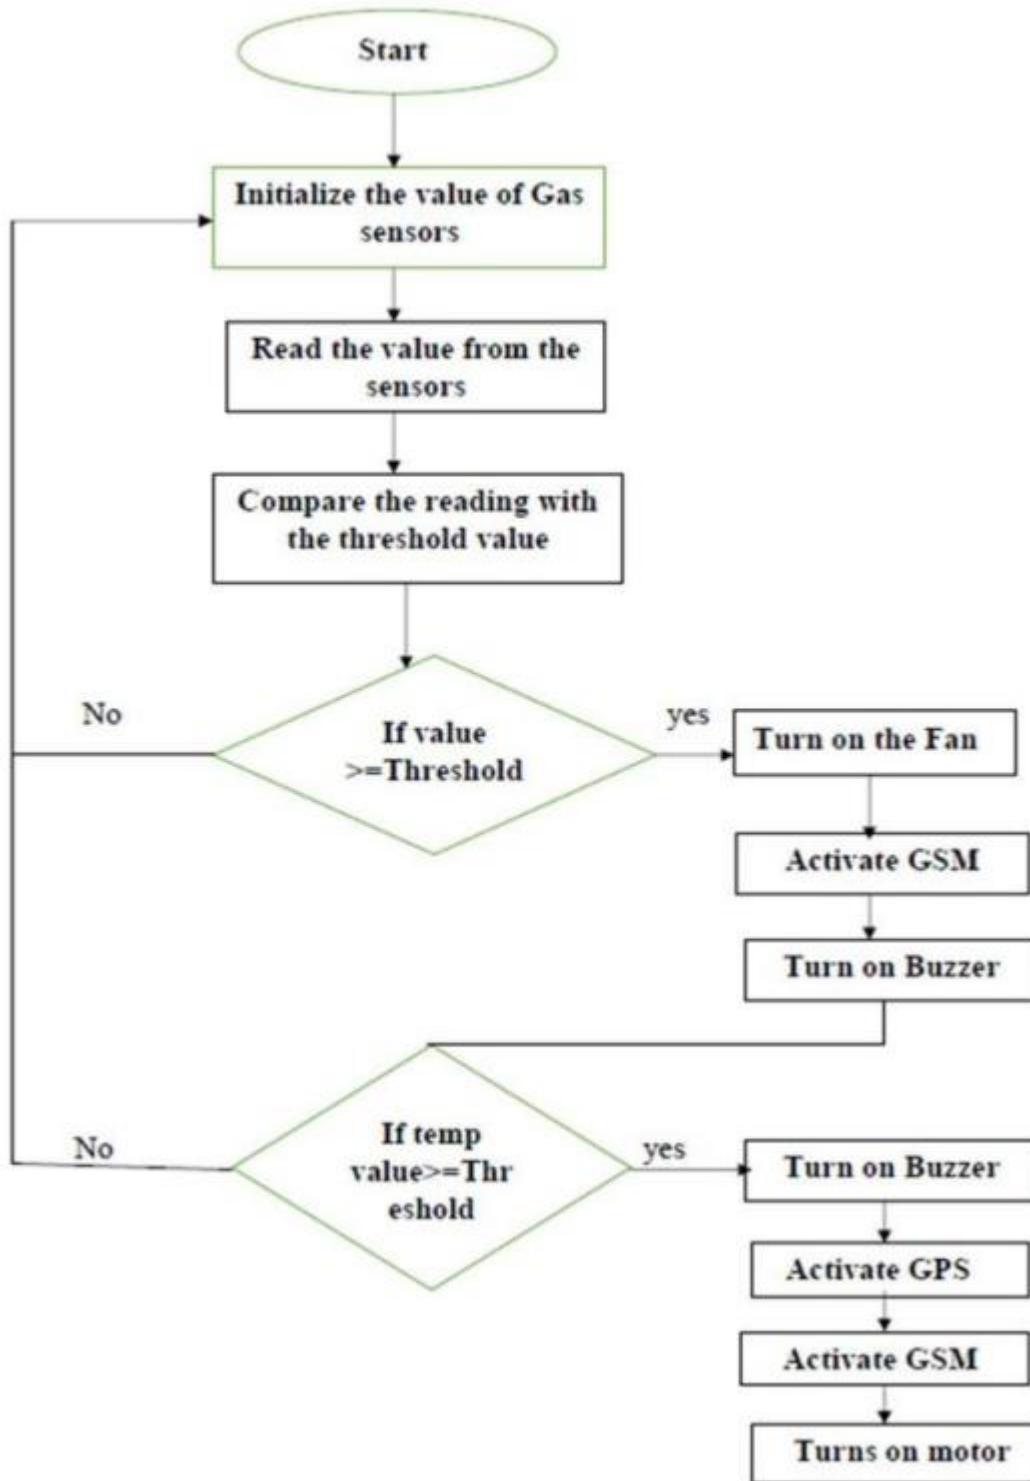 Start
Initialize the value of Gas
sensors
Read the value from the
sensors
Compare the reading with
the threshold value
No
If value
>=Threshold
yes
Turn on the Fan
Activate GSM
Turn on Buzzer
No
If temp
value>=Thr
eshold
yes
Turn on Buzzer
Activate GPS
Activate GSM
Turns on motor